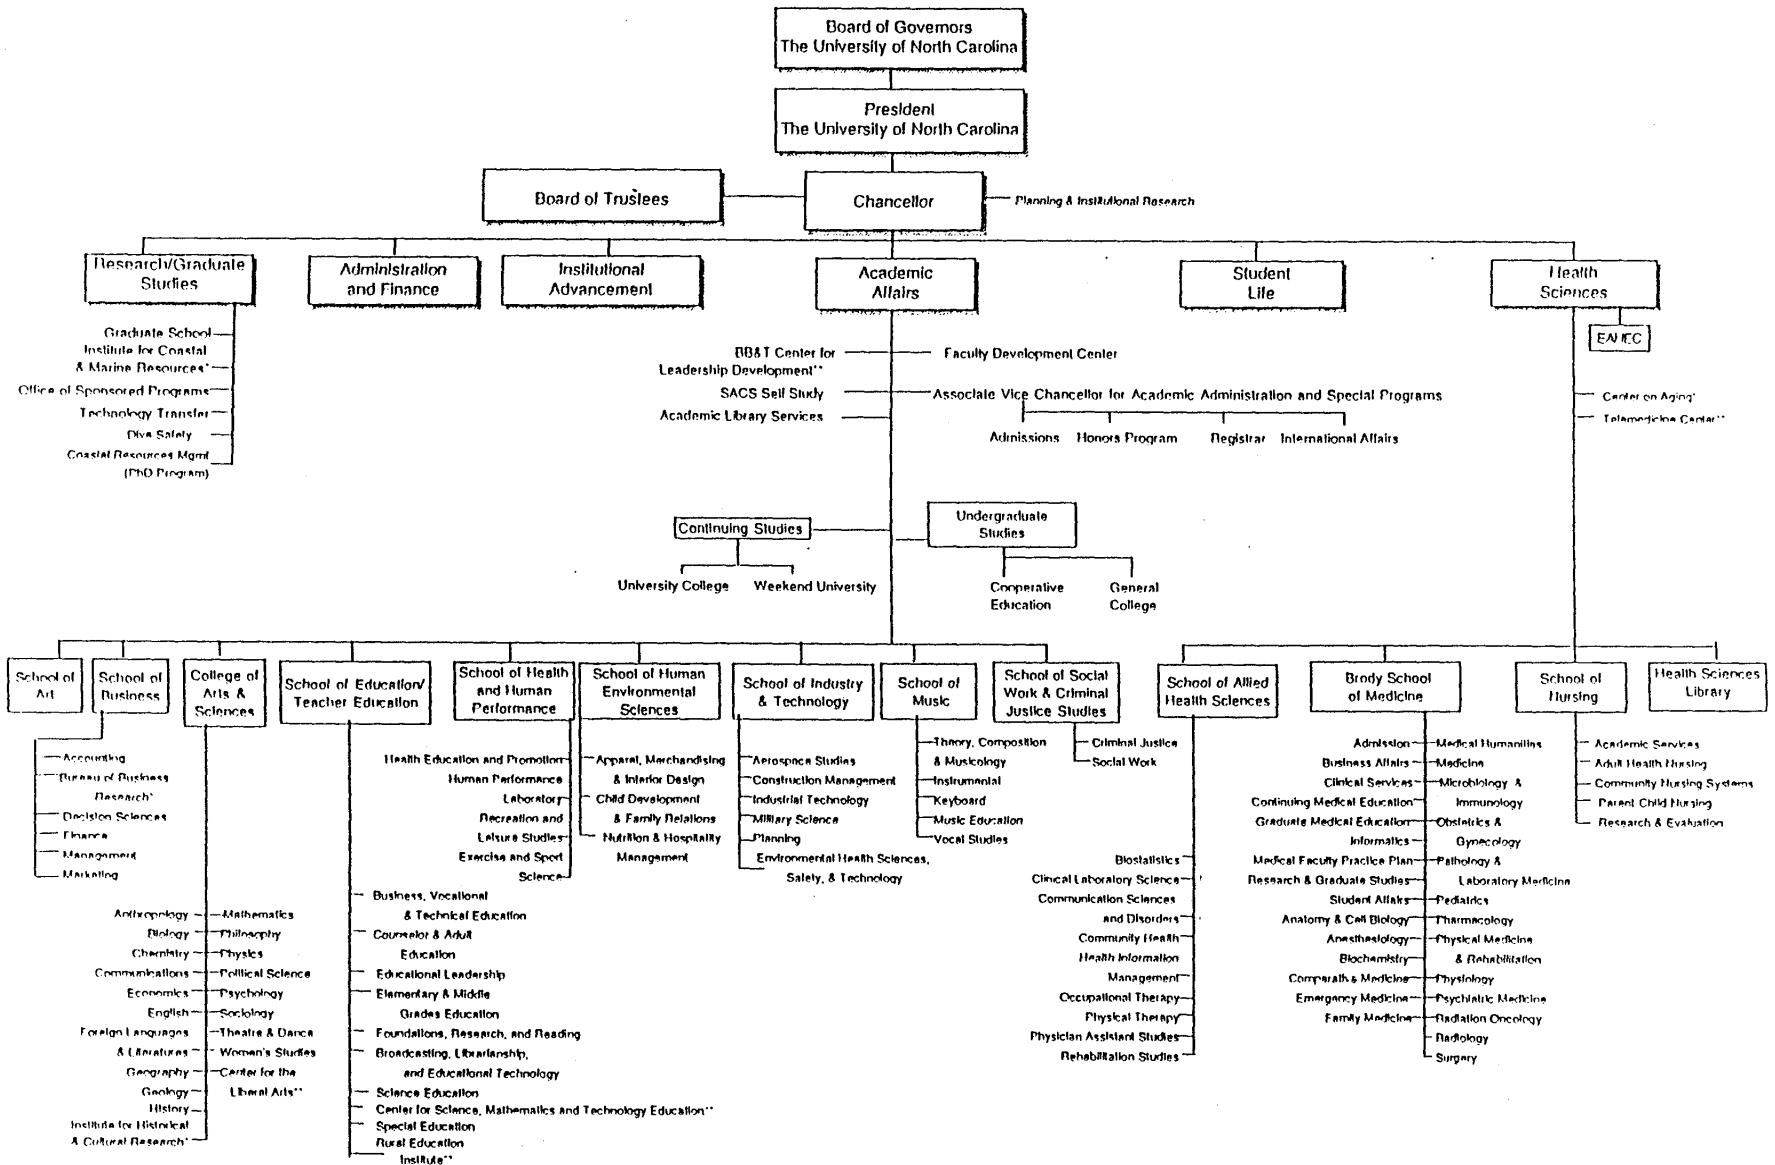 Board of Governors
The University of North Carolina
President
The University of North Carolina
Board of Trustees
Chancellor
Planning & Institutional Research
Research/Graduate
Studies
Administration
and Finance
Institutional
Advancement
Academic
Affairs
Student
Life
Health
Sciences
EAHEC
Graduate School
Institute for Coastal
& Marine Resources*
Office of Sponsored Programs
Technology Transfer
Dive Safety
Coastal Resources Mgmt
(PhD Program)
BB&T Center for
Leadership Development**
SACS Self Study
Academic Library Services
Faculty Development Center
Associate Vice Chancellor for Academic Administration and Special Programs
Admissions
Honors Program
Registrar
International Affairs
Center on Aging*
Telemedicine Center**
Continuing Studies
University College
Weekend University
Undergraduate
Studies
Cooperative
Education
General
College
School of
Art
School of
Business
College of
Arts &
Sciences
School of Education/
Teacher Education
School of Health
and Human
Performance
School of Human
Environmental
Sciences
School of Industry
& Technology
School of
Music
School of Social
Work & Criminal
Justice Studies
School of Allied
Health Sciences
Brody School
of Medicine
School of
Nursing
Health Sciences
Library
Accounting
Bureau of Business
Research*
Decision Sciences
Finance
Management
Marketing
Anthropology
Biology
Chemistry
Communications
Economics
English
Foreign Languages
& Literatures
Geography
Geology
History
Institute for Historical
& Cultural Research*
Mathematics
Philosophy
Physics
Political Science
Psychology
Sociology
Theatre & Dance
Women's Studies
Center for the
Liberal Arts**
Business, Vocational
& Technical Education
Counselor & Adult
Education
Educational Leadership
Elementary & Middle
Grades Education
Foundations, Research, and Reading
Broadcasting, Librarianship,
and Educational Technology
Science Education
Center for Science, Mathematics and Technology Education**
Special Education
Rural Education
Institute**
Health Education and Promotion
Human Performance
Laboratory
Recreation and
Leisure Studies
Exercise and Sport
Science
Apparel, Merchandising
& Interior Design
Child Development
& Family Relations
Nutrition & Hospitality
Management
Aerospace Studies
Construction Management
Industrial Technology
Military Science
Planning
Environmental Health Sciences,
Safety, & Technology
Theory, Composition
& Musicology
Instrumental
Keyboard
Music Education
Vocal Studies
Criminal Justice
Social Work
Biostatistics
Clinical Laboratory Science
Communication Sciences
and Disorders
Community Health
Health Information
Management
Occupational Therapy
Physical Therapy
Physician Assistant Studies
Rehabilitation Studies
Admission
Business Affairs
Clinical Services
Continuing Medical Education
Graduate Medical Education
Informatics
Medical Faculty Practice Plan
Research & Graduate Studies
Student Affairs
Anatomy & Cell Biology
Anesthesiology
Biochemistry
& Medicine
Emergency Medicine
Family Medicine
Medical Humanities
Medicine
Microbiology &
Immunology
Obstetrics &
Gynecology
Pathology &
Laboratory Medicine
Pediatrics
Pharmacology
Physical Medicine
& Rehabilitation
Physiology
Psychiatric Medicine
Radiation Oncology
Radiology
Surgery
Academic Services
Adult Health Nursing
Community Nursing Systems
Parent Child Nursing
Research & Evaluation